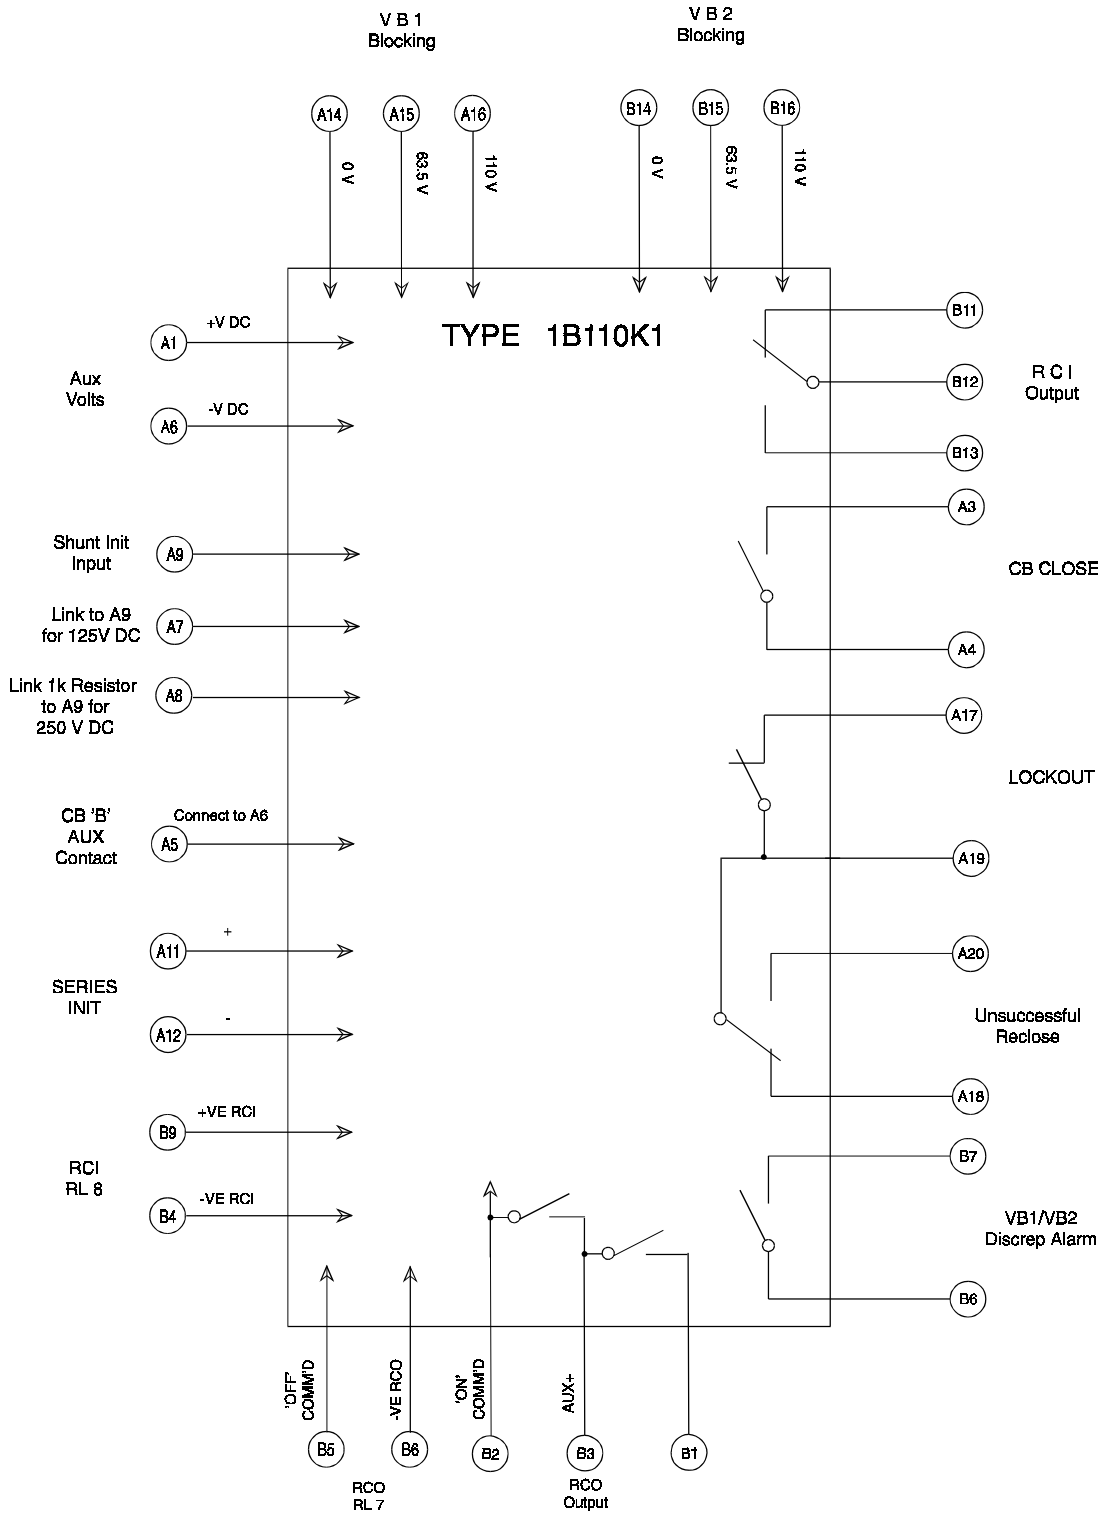 V B 1
Blocking
V B 2
Blocking
A14
A15
A16
B14
B15
B16
0 V
63.5 V
110 V
0 V
63.5 V
110 V
TYPE 1B110K1
Aux
Volts
A1
+V DC
A6
-V DC
Shunt Init
Input
A9
Link to A9
for 125V DC
A7
Link 1k Resistor
to A9 for
250 V DC
A8
CB 'B'
AUX
Contact
Connect to A6
A5
SERIES
INIT
A11
+
A12
-
RCI
RL 8
B9
+VE RCI
B4
-VE RCI
B11
B12
B13
R C I
Output
A3
A4
CB CLOSE
A17
LOCKOUT
A19
A20
Unsuccessful
Reclose
A18
B7
VB1/VB2
Discrep Alarm
B6
'OFF'
COMM'D
-VE RCO
'ON'
COMM'D
AUX+
B5
B6
B2
B3
B1
RCO
RL 7
RCO
Output